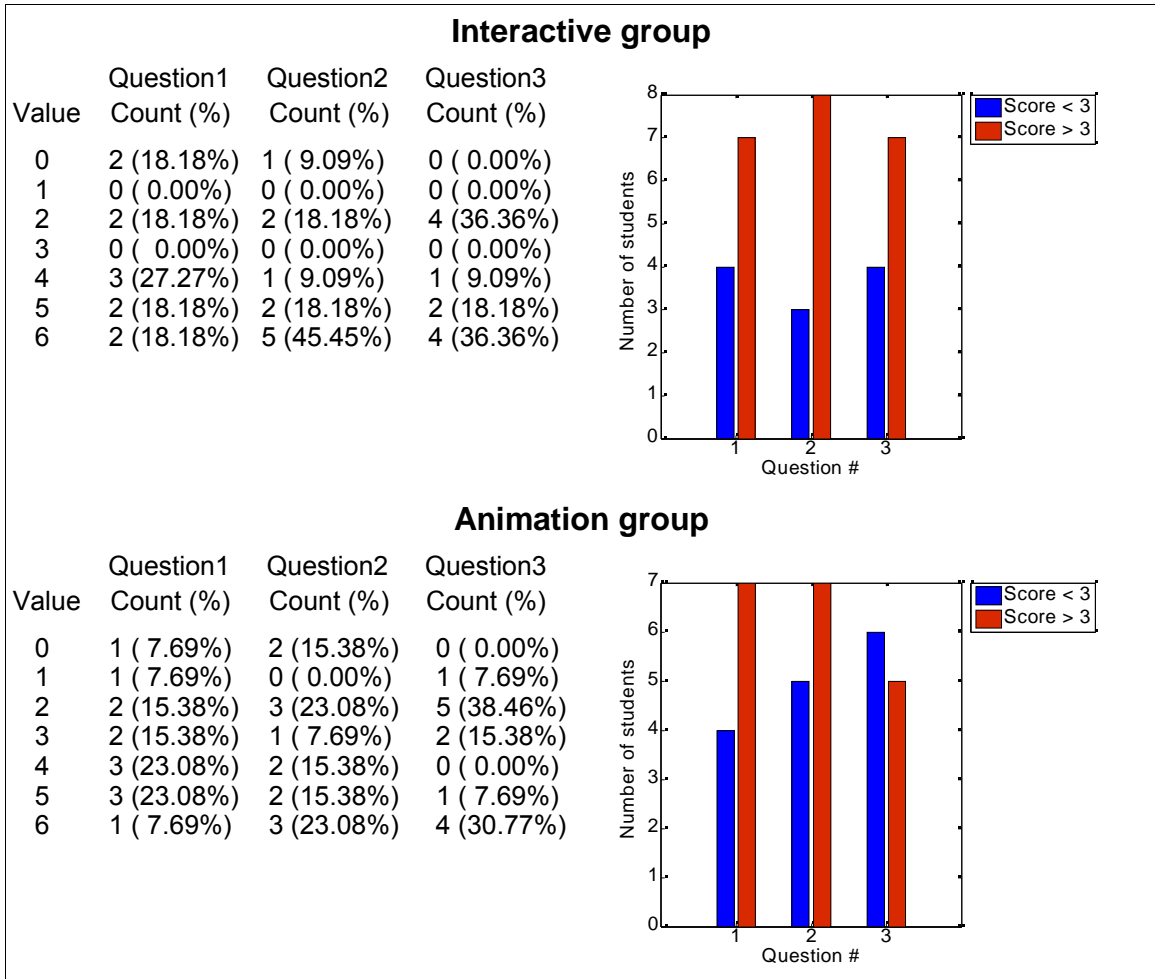 Interactive group
Question1 Question2 Question3
Value Count (%) Count (%) Count (%)
0 2 (18.18%) 1 ( 9.09%) 0 ( 0.00%)
1 0 ( 0.00%) 0 ( 0.00%) 0 ( 0.00%)
2 2 (18.18%) 2 (18.18%) 4 (36.36%)
3 0 ( 0.00%) 0 ( 0.00%) 0 ( 0.00%)
4 3 (27.27%) 1 ( 9.09%) 1 ( 9.09%)
5 2 (18.18%) 2 (18.18%) 2 (18.18%)
6 2 (18.18%) 5 (45.45%) 4 (36.36%)
8
7
6
5
4
3
2
1
0
Number of students
1 2 3
Question #
Score < 3
Score > 3
Animation group
Question1 Question2 Question3
Value Count (%) Count (%) Count (%)
0 1 ( 7.69%) 2 (15.38%) 0 ( 0.00%)
1 1 ( 7.69%) 0 ( 0.00%) 1 ( 7.69%)
2 2 (15.38%) 3 (23.08%) 5 (38.46%)
3 2 (15.38%) 1 ( 7.69%) 2 (15.38%)
4 3 (23.08%) 2 (15.38%) 0 ( 0.00%)
5 3 (23.08%) 2 (15.38%) 1 ( 7.69%)
6 1 ( 7.69%) 3 (23.08%) 4 (30.77%)
7
6
5
4
3
2
1
0
Number of students
1 2 3
Question #
Score < 3
Score > 3